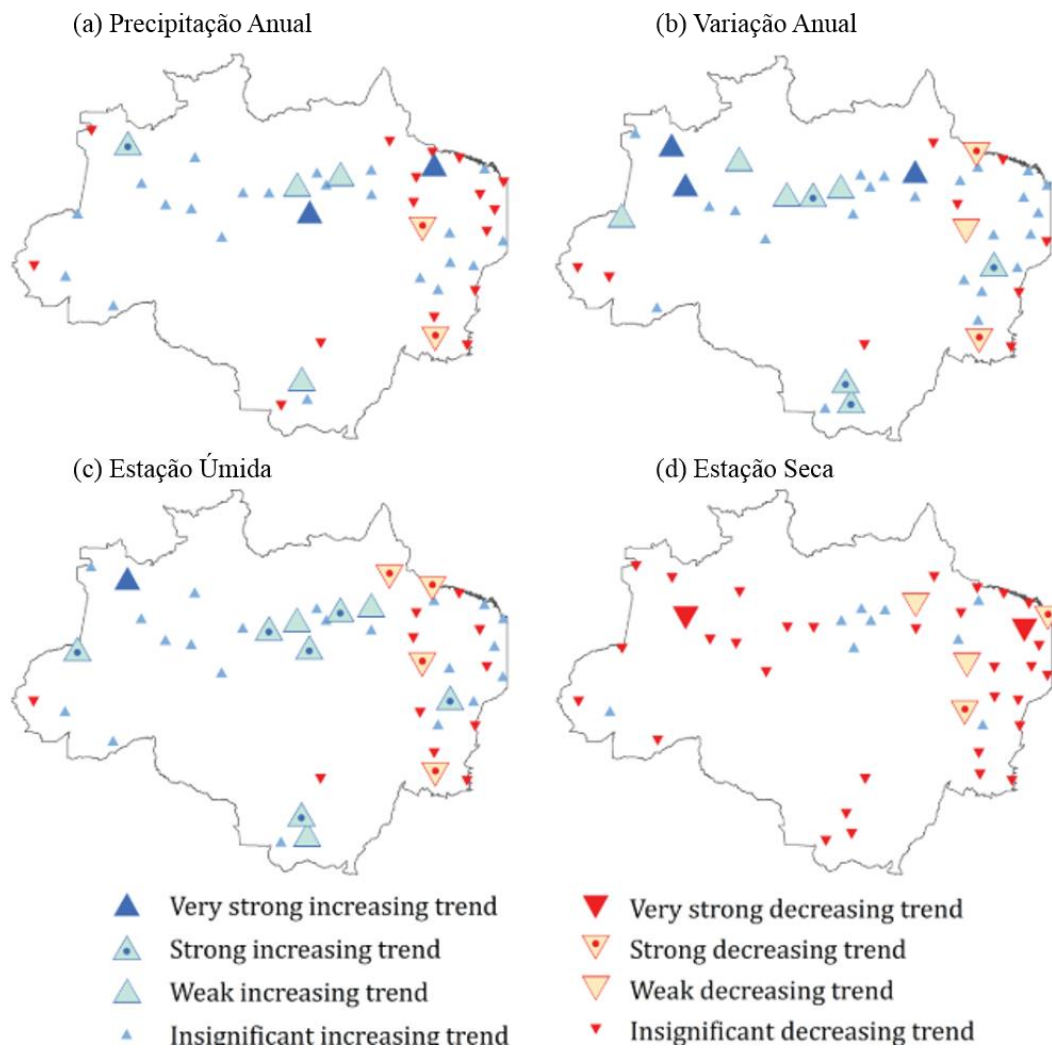 (a) Precipitação Anual
(b) Variação Anual
(c) Estação Úmida
(d) Estação Seca
Very strong increasing trend
Strong increasing trend
Weak increasing trend
Insignificant increasing trend
Very strong decreasing trend
Strong decreasing trend
Weak decreasing trend
Insignificant decreasing trend